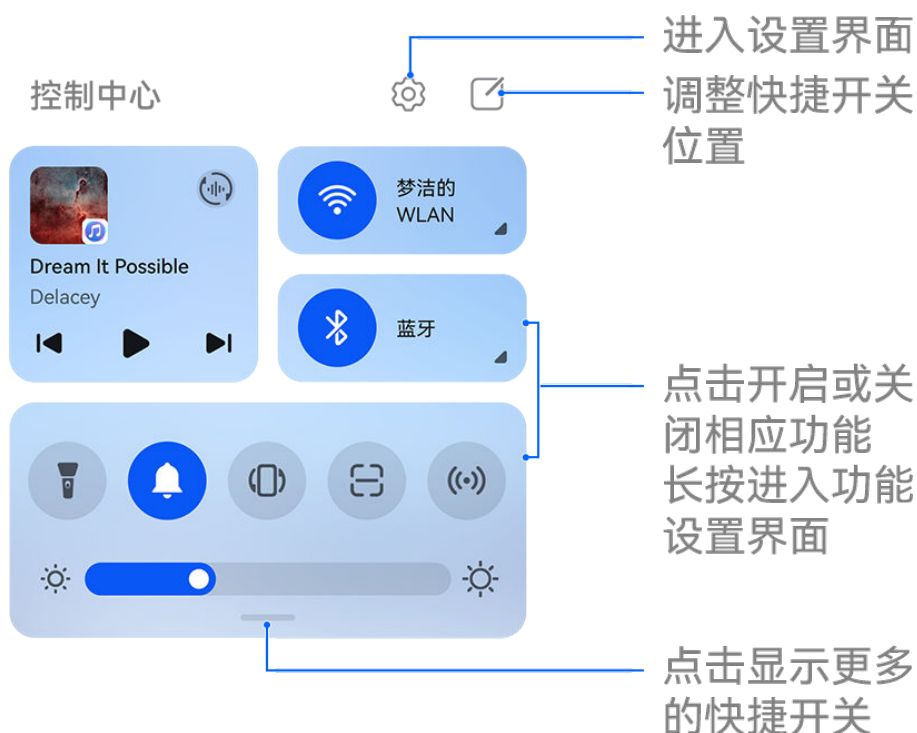 进入设置界面
控制中心
调整快捷开关
位置
梦洁的
WLAN
Dream It Possible
Delacey
蓝牙
点击开启或关
闭相应功能
长按进入功能
设置界面
点击显示更多
的快捷开关